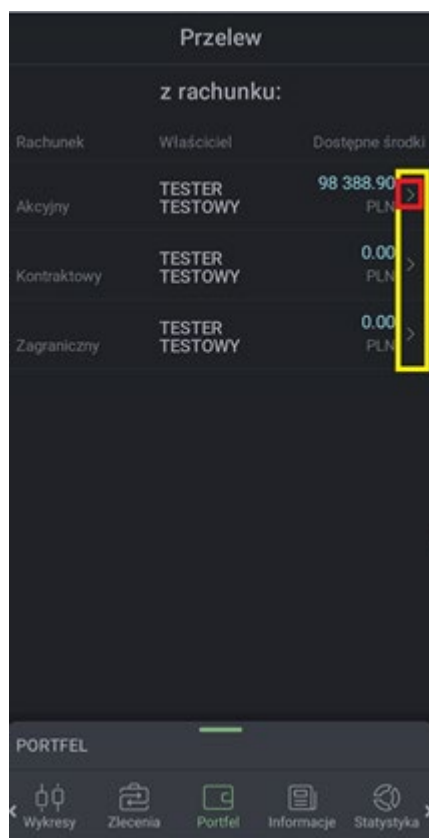 Przelew
z rachunku:
Rachunek Właściciel Dostępne środki
Akcyjny TESTER TESTOWY 98 388.90 PLN
Kontraktowy TESTER TESTOWY 0.00 PLN
Zagraniczny TESTER TESTOWY 0.00 PLN
PORTFEL
Wykresy Zlecenia Portfel Informacje Statystyka